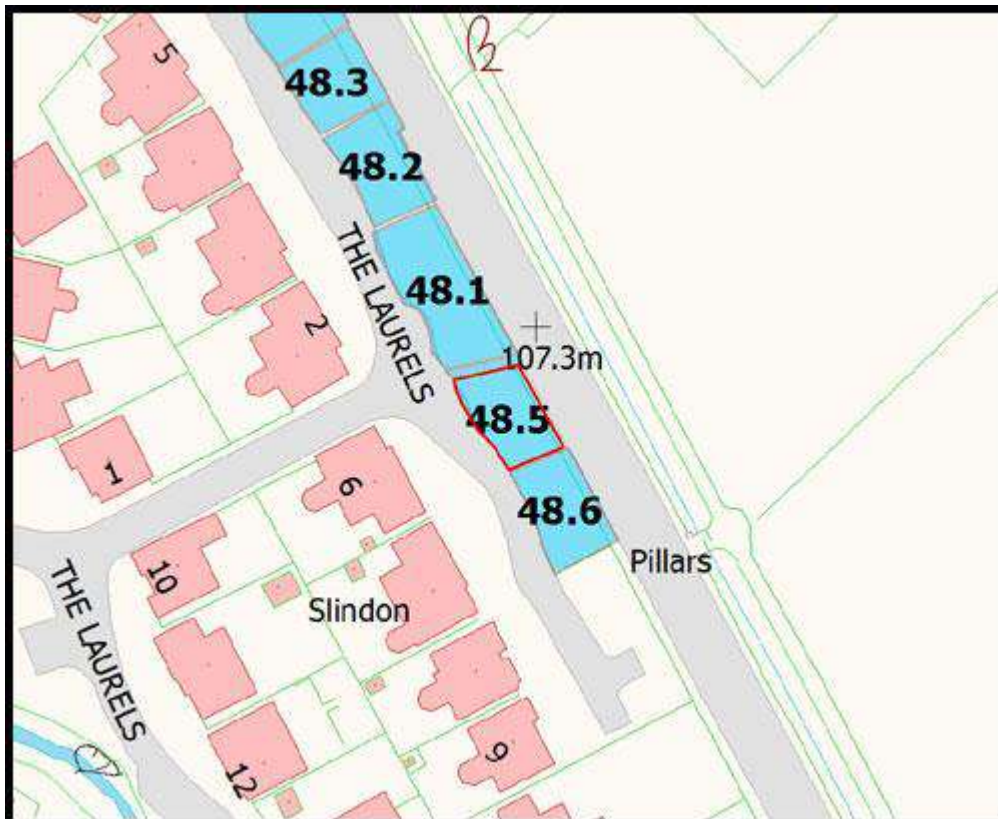 5
48.3
48.2
THE LAURELS
48.1
2
107.3m
48.5
1
6
48.6
THE LAURELS
10
Slindon
Pillars
9
12